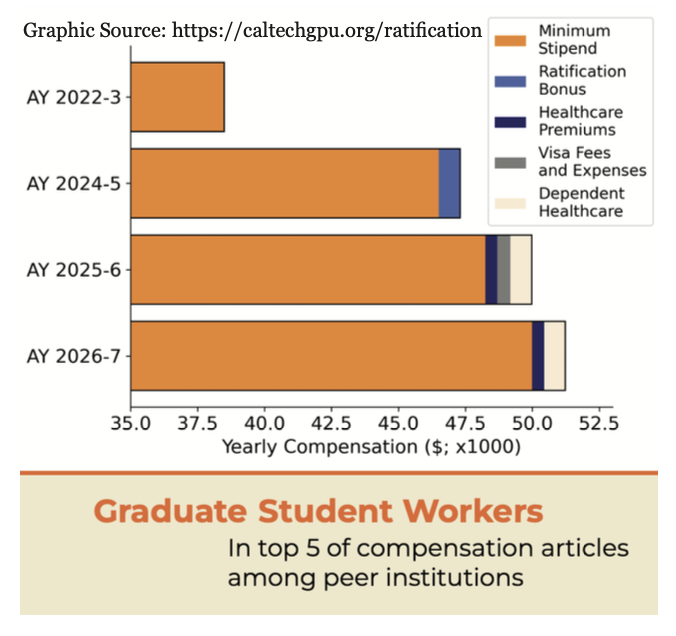 Graphic Source: https://caltechgpu.org/ratification
Minimum
Stipend
Ratification
Bonus
Healthcare
Premiums
Visa Fees
and Expenses
Dependent
Healthcare
AY 2022-3
AY 2024-5
AY 2025-6
AY 2026-7
35.0 37.5 40.0 42.5 45.0 47.5 50.0 52.5
Yearly Compensation ($; x1000)
Graduate Student Workers
In top 5 of compensation articles
among peer institutions